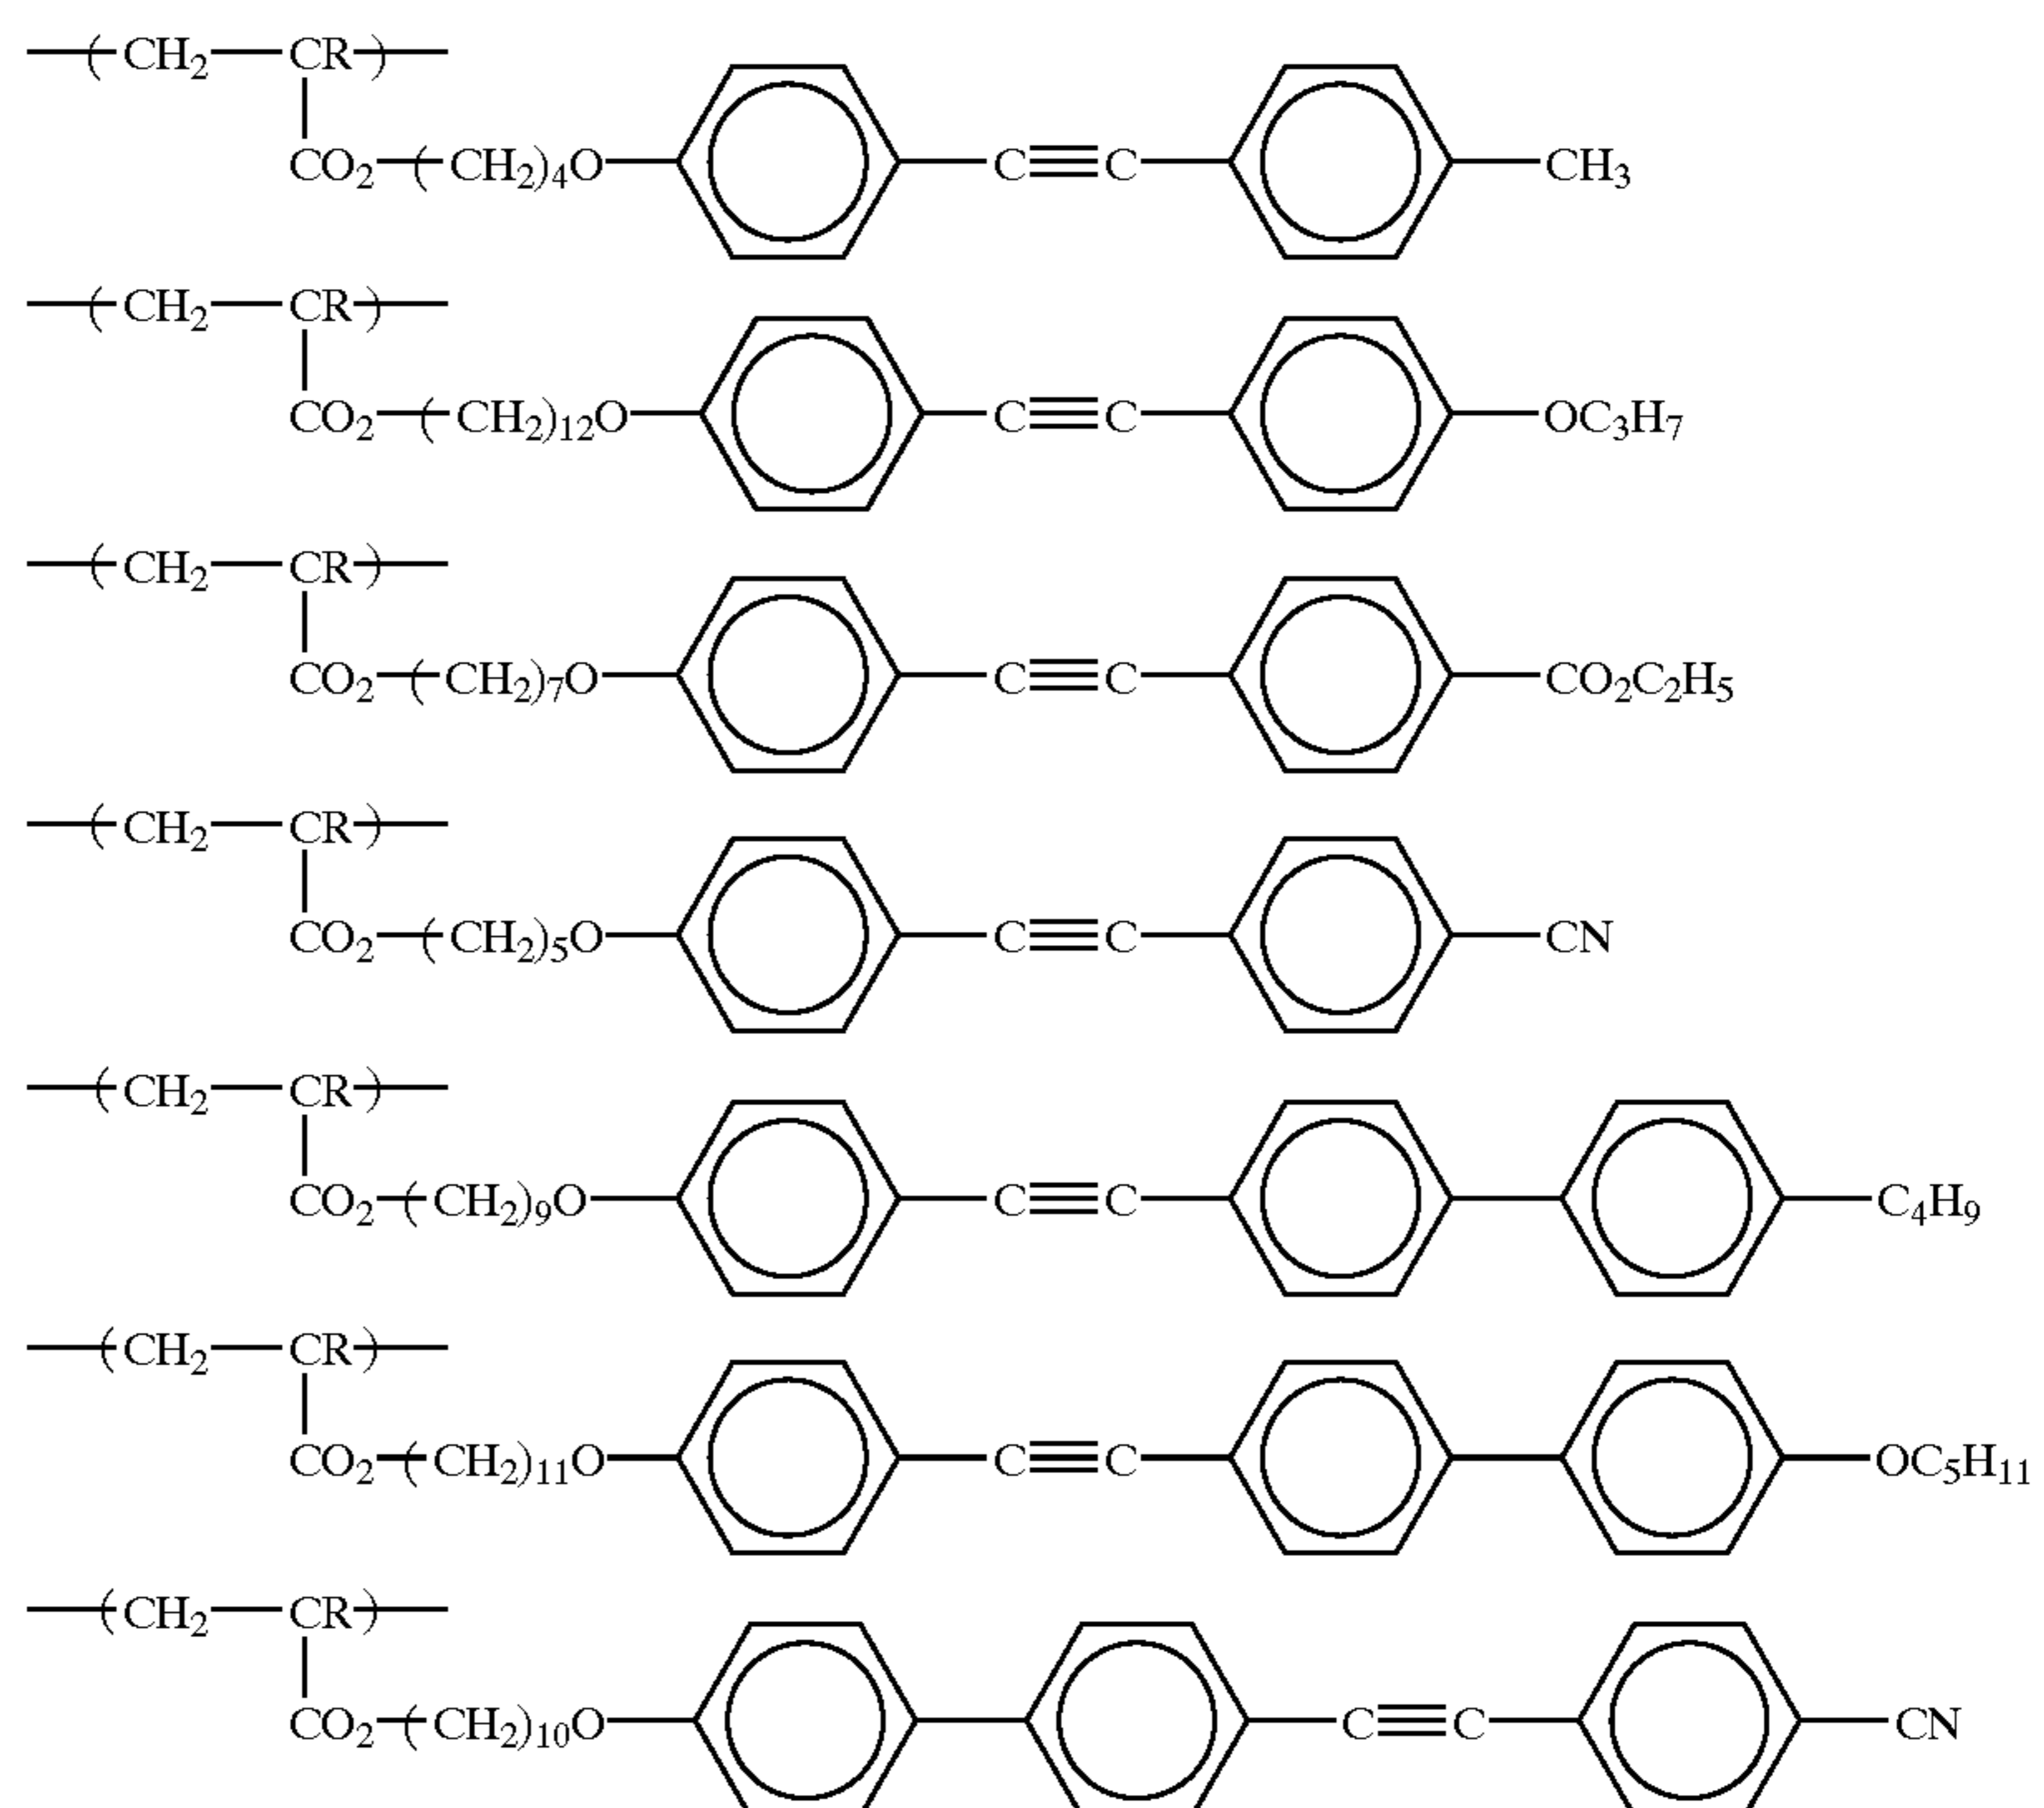 (CH₂ CR)
CO₂ (CH₂)₄O C≡C CH₃
(CH₂ CR)
CO₂ (CH₂)₁₂O C≡C OC₃H₇
(CH₂ CR)
CO₂ (CH₂)₇O C≡C CO₂C₂H₅
(CH₂ CR)
CO₂ (CH₂)₅O C≡C CN
(CH₂ CR)
CO₂ (CH₂)₉O C≡C C₄H₉
(CH₂ CR)
CO₂ (CH₂)₁₁O C≡C OC₅H₁₁
(CH₂ CR)
CO₂ (CH₂)₁₀O C≡C CN